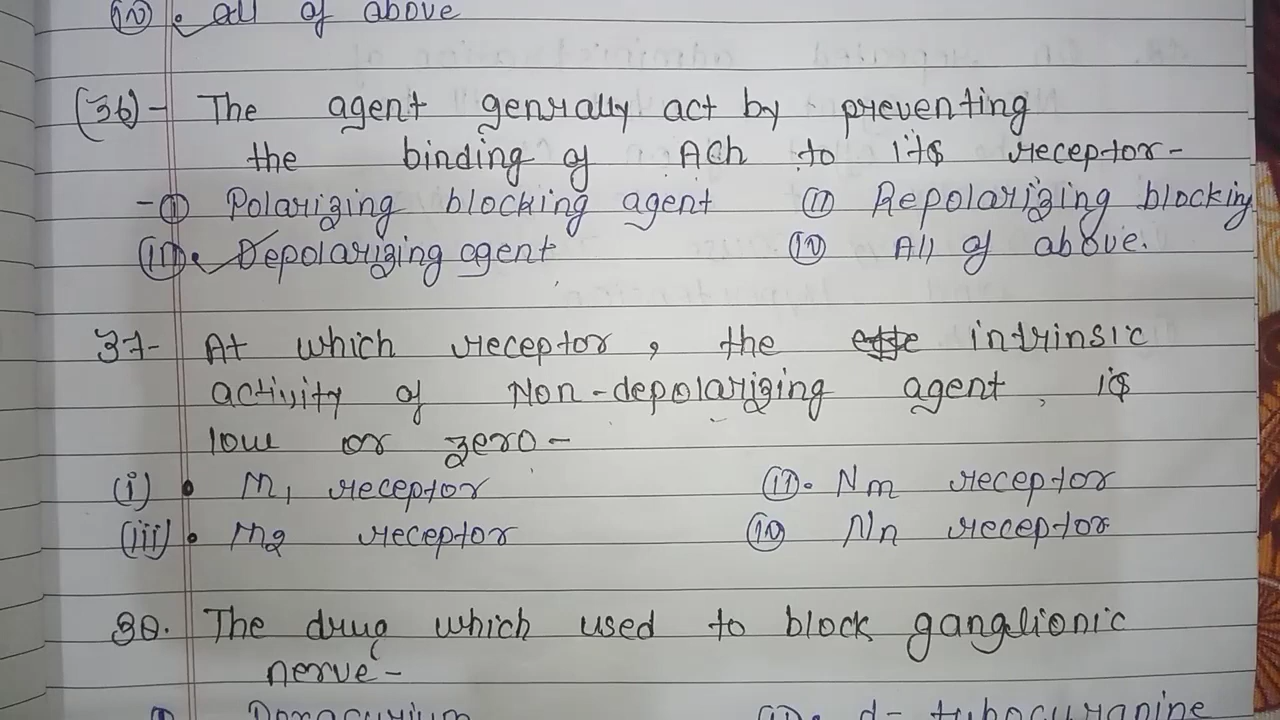 (iv). all of above
(36)- The agent genrally act by preventing
the binding of ACh to its receptor-
-(i) Polarizing blocking agent (ii) Repolarizing blocking
(iii). Depolarizing agent (iv) All of above.
37- At which receptor, the effe intrinsic
activity of Non-depolarizing agent, is
low or zero-
(i) • M1 receptor (ii). Nm receptor
(iii) • M2 receptor (iv) Nn receptor
38. The drug which used to block ganglionic
nerve-
(i) Doxacurium (ii). d- tubocuranine